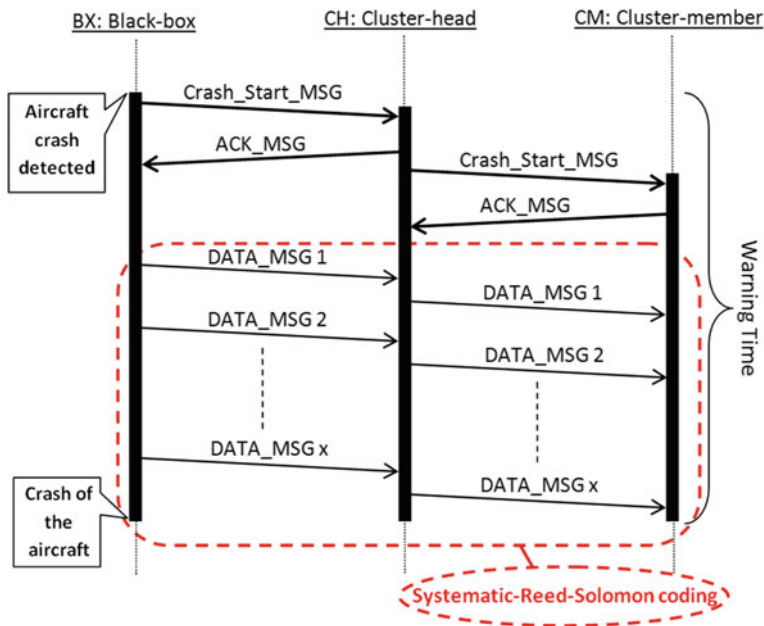 BX: Black-box
CH: Cluster-head
CM: Cluster-member
Aircraft
crash
detected
Crash_Start_MSG
ACK_MSG
Crash_Start_MSG
ACK_MSG
DATA_MSG 1
DATA_MSG 1
DATA_MSG 2
DATA_MSG 2
DATA_MSG x
DATA_MSG x
Warning Time
Crash of
the
aircraft
Systematic-Reed-Solomon coding